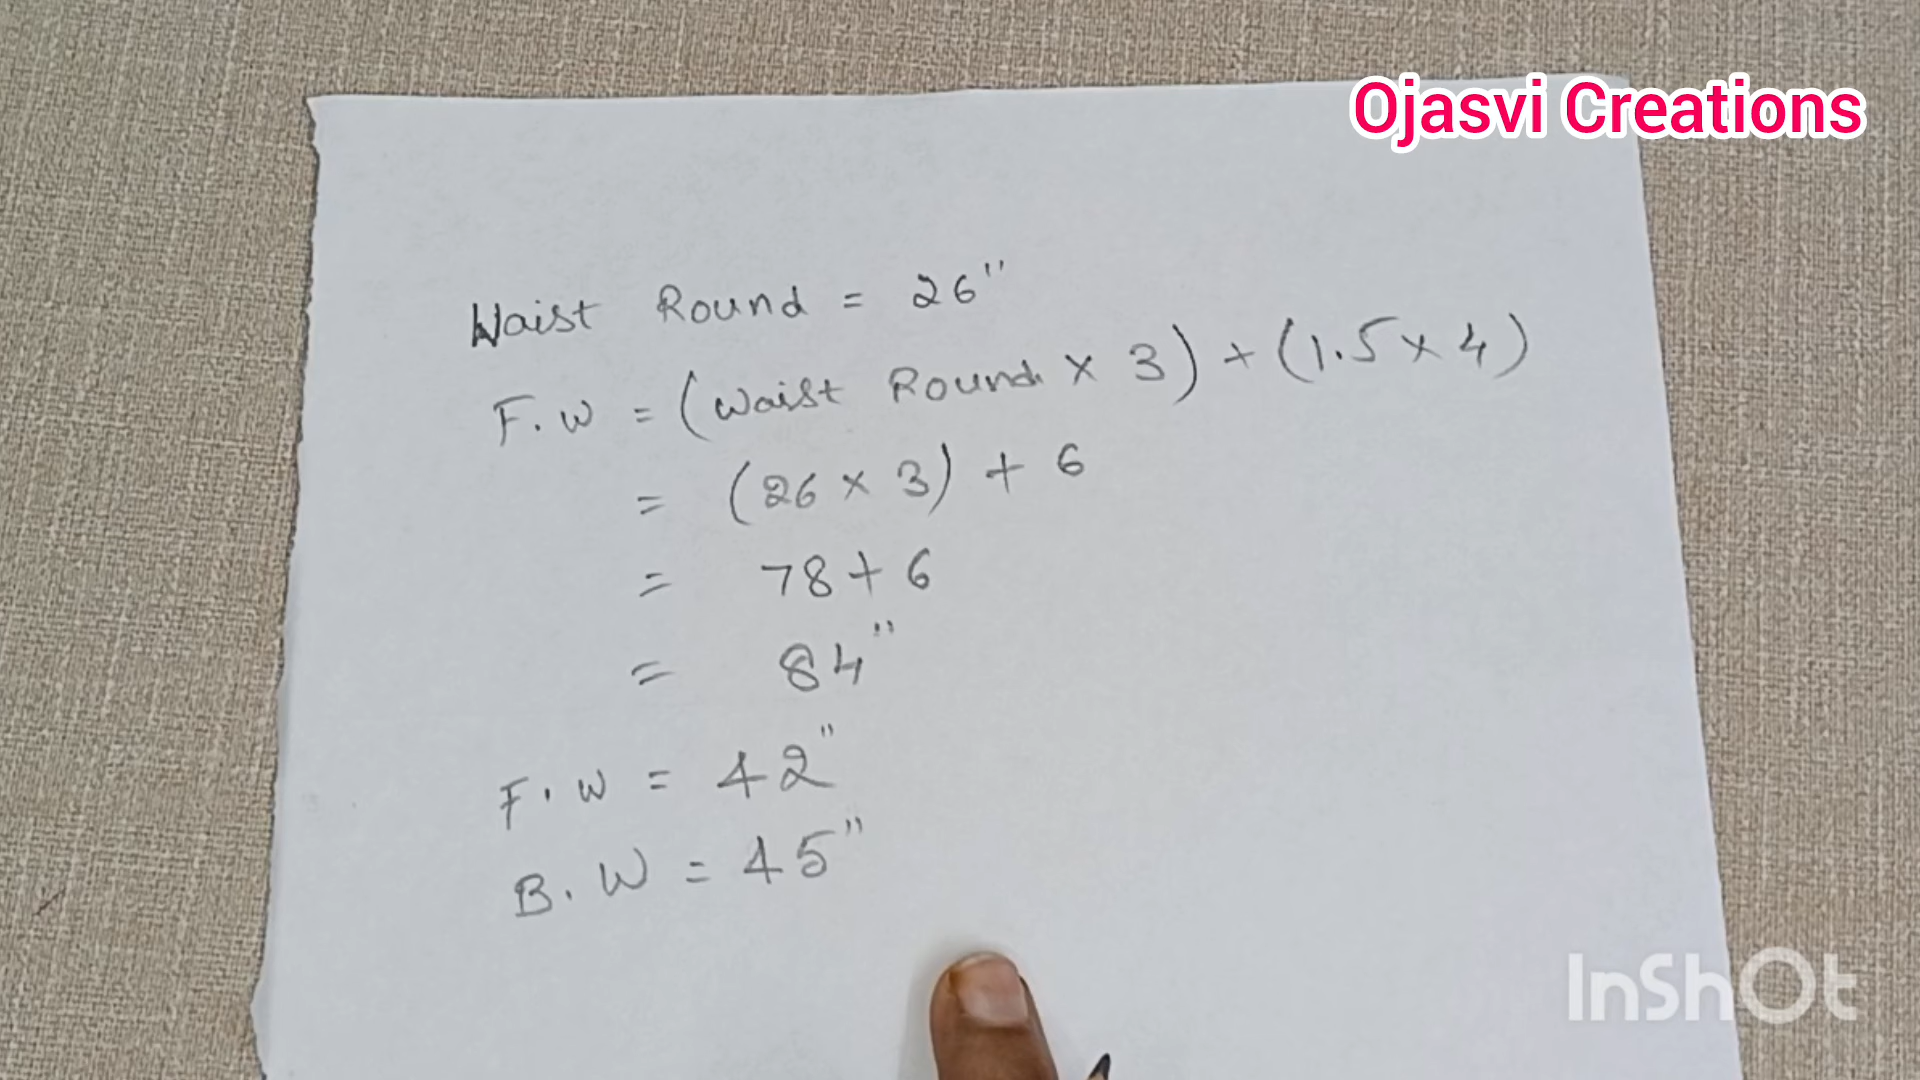 Ojasvi Creations
Waist Round = 26"
F.W = (Waist Round x 3) + (1.5 x 4)
= (26 x 3) + 6
= 78 + 6
= 84"
F.W = 42"
B.W = 45"
InShOt